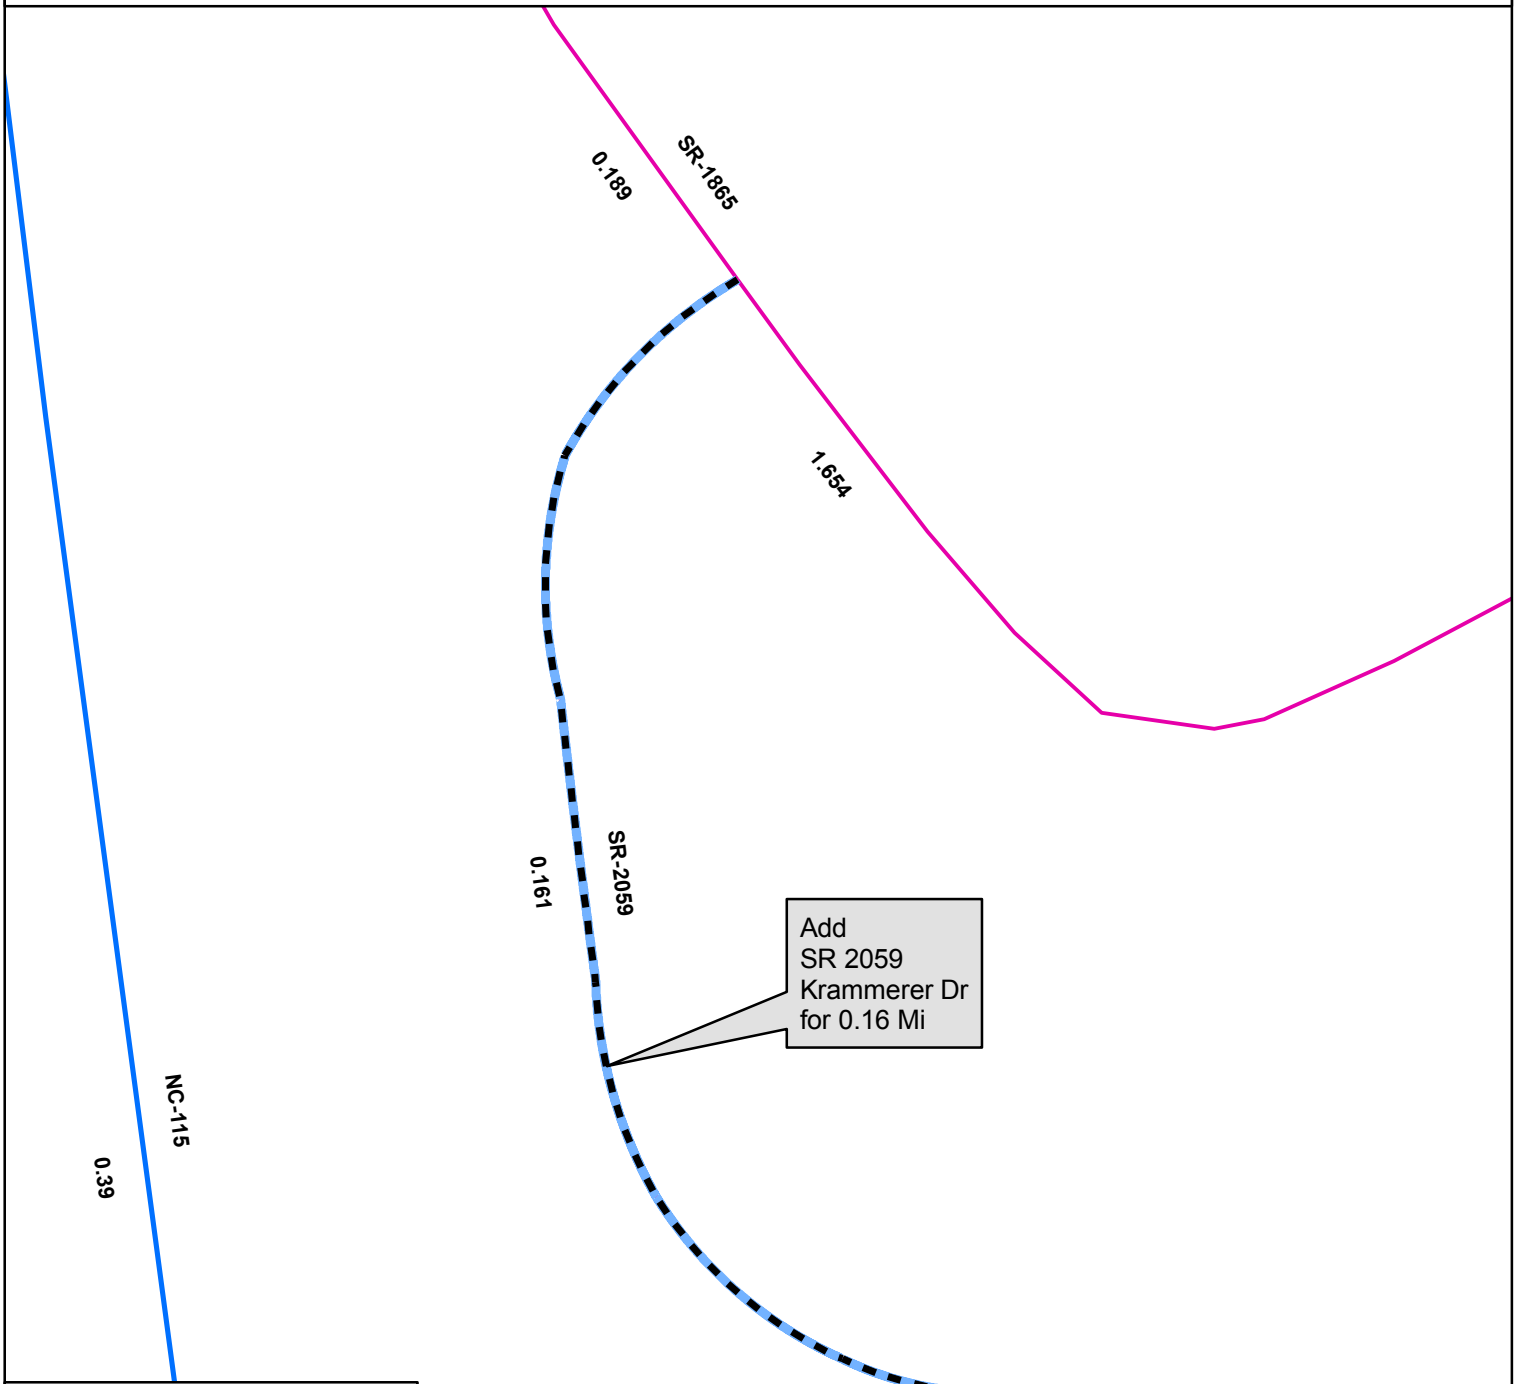 SR-1865
0.189
1.654
SR-2059
0.161
Add
SR 2059
Krammerer Dr
for 0.16 Mi
NC-115
0.39